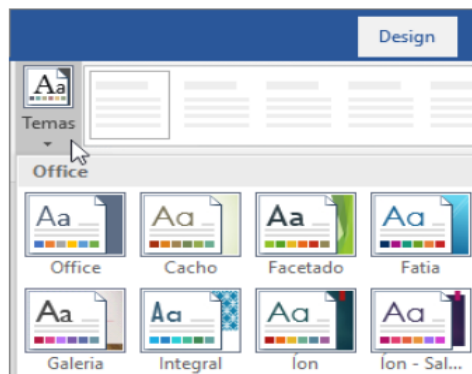 Design
Aa
Temas
Office
Aa Aa Aa Aa
Office Cacho Facetado Fatia
Aa Aa Aa Aa
Galeria Integral Íon Íon - Sal...